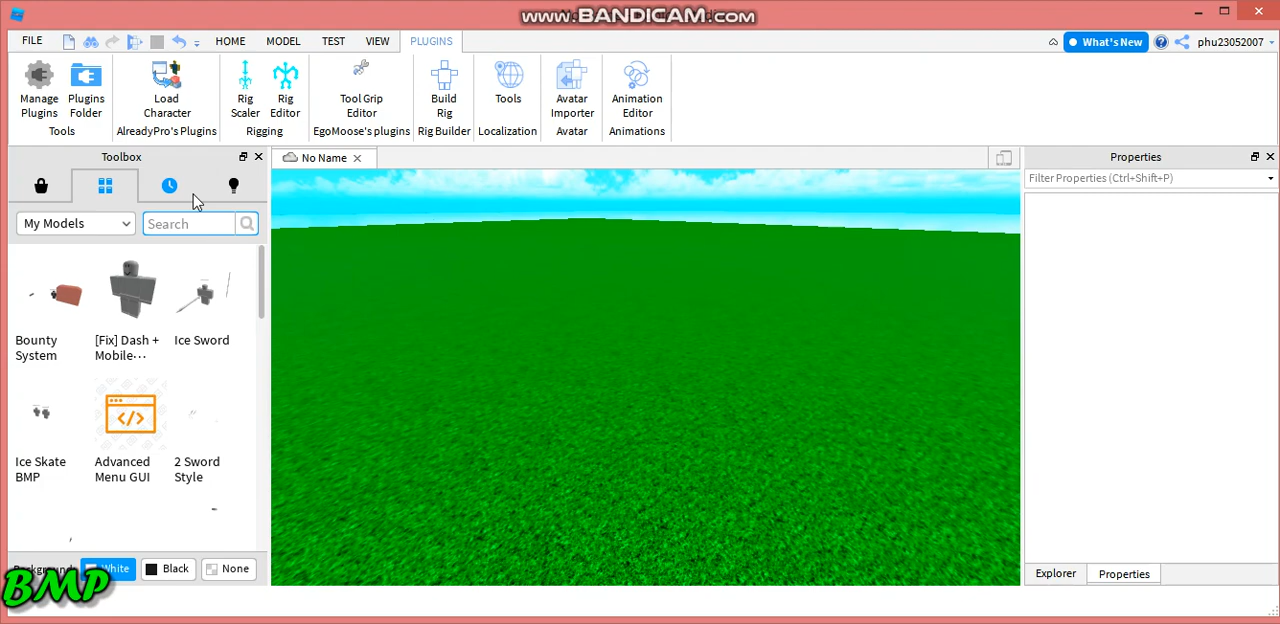 www.BANDICAM.com
FILE HOME MODEL TEST VIEW PLUGINS What's New phu23052007
Manage Plugins
Plugins Folder
Tools
Load Character
AlreadyPro's Plugins
Rig Scaler
Rig Editor
Rigging
Tool Grip Editor
EgoMoose's plugins
Build Rig
Rig Builder
Tools
Localization
Avatar Importer
Avatar
Animation Editor
Animations
Toolbox
No Name
Properties
Filter Properties (Ctrl+Shift+P)
My Models
Search
Bounty System
[Fix] Dash + Mobile···
Ice Sword
Ice Skate BMP
Advanced Menu GUI
2 Sword Style
White Black None
BMP
Explorer Properties